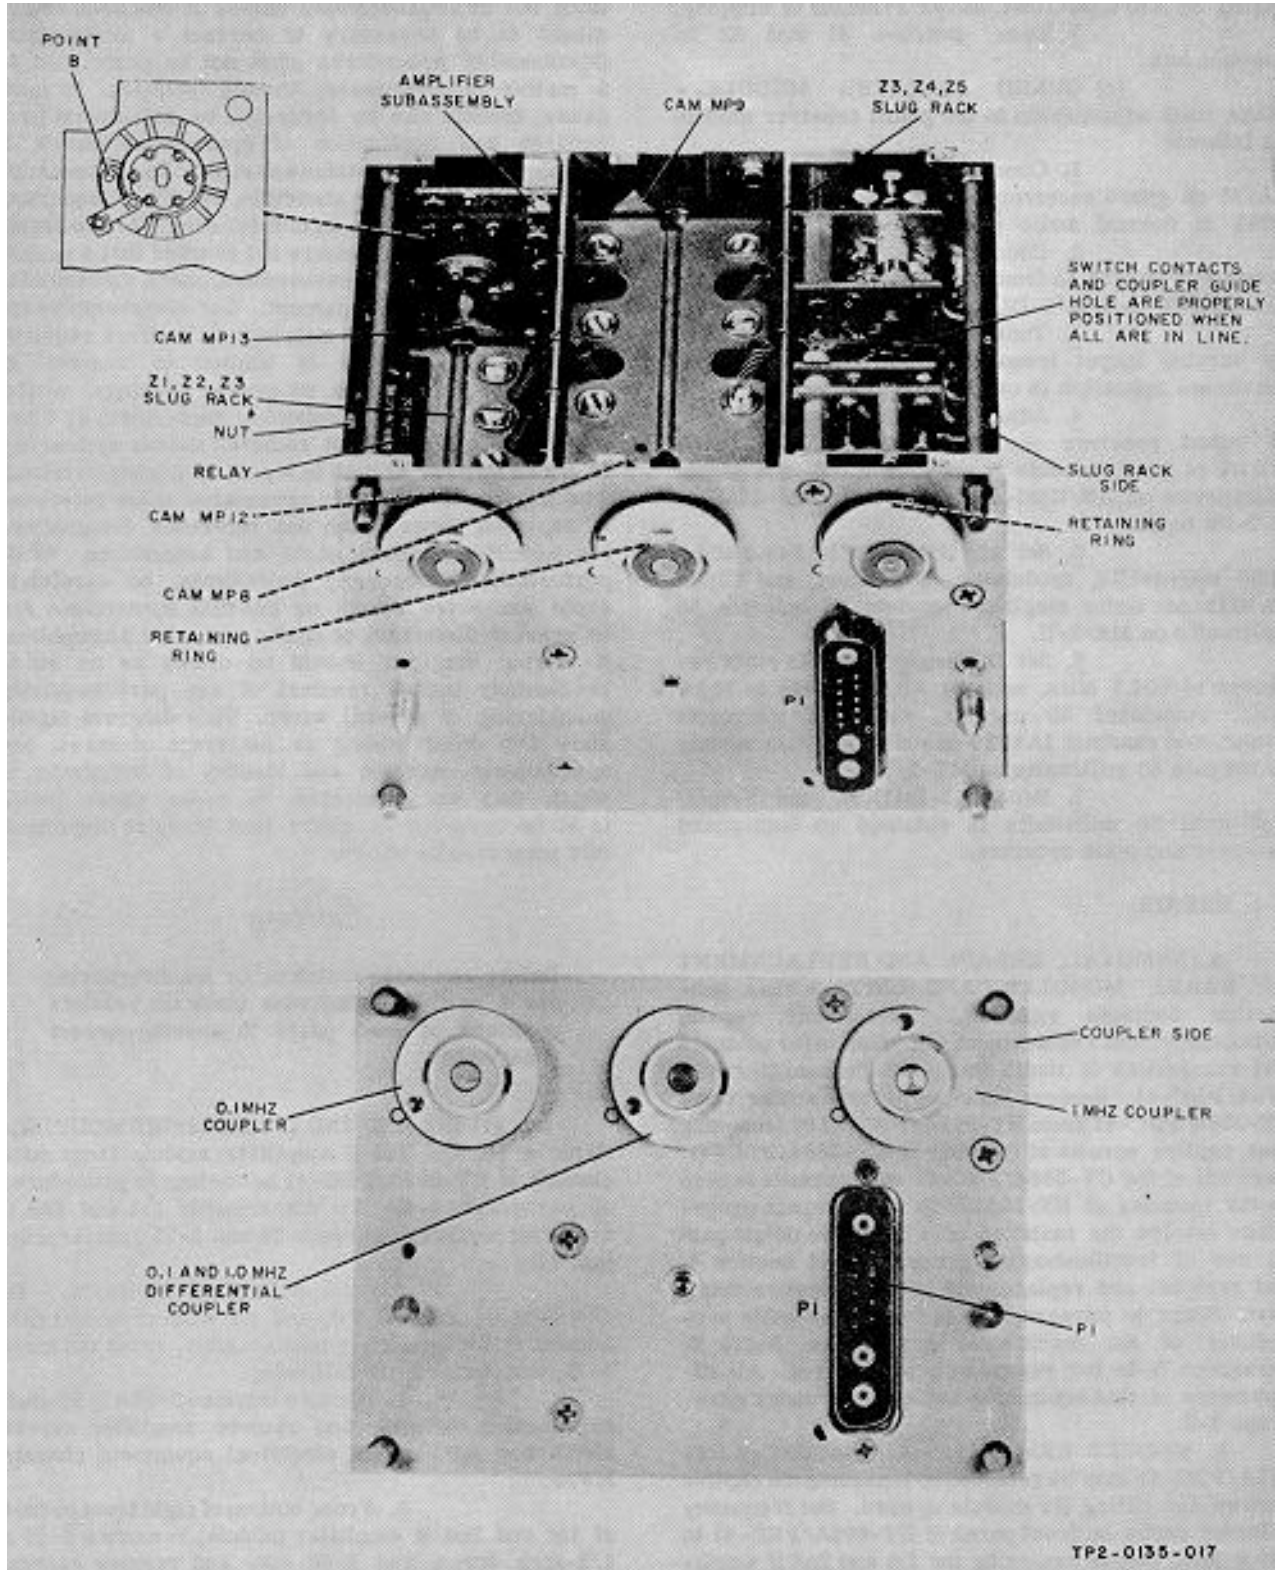 POINT
B
AMPLIFIER
SUBASSEMBLY
CAM MP9
Z3, Z4, Z5
SLUG RACK
SWITCH CONTACTS
AND COUPLER GUIDE
HOLE ARE PROPERLY
POSITIONED WHEN
ALL ARE IN LINE.
CAM MP13
Z1, Z2, Z3
SLUG RACK
NUT
RELAY
SLUG RACK
SIDE
CAM MP12
RETAINING
RING
CAM MP8
RETAINING
RING
P1
COUPLER SIDE
0.1MHZ
COUPLER
1MHZ COUPLER
0.1 AND 1.0 MHZ
DIFFERENTIAL
COUPLER
P1
P1
TP2-0135-017